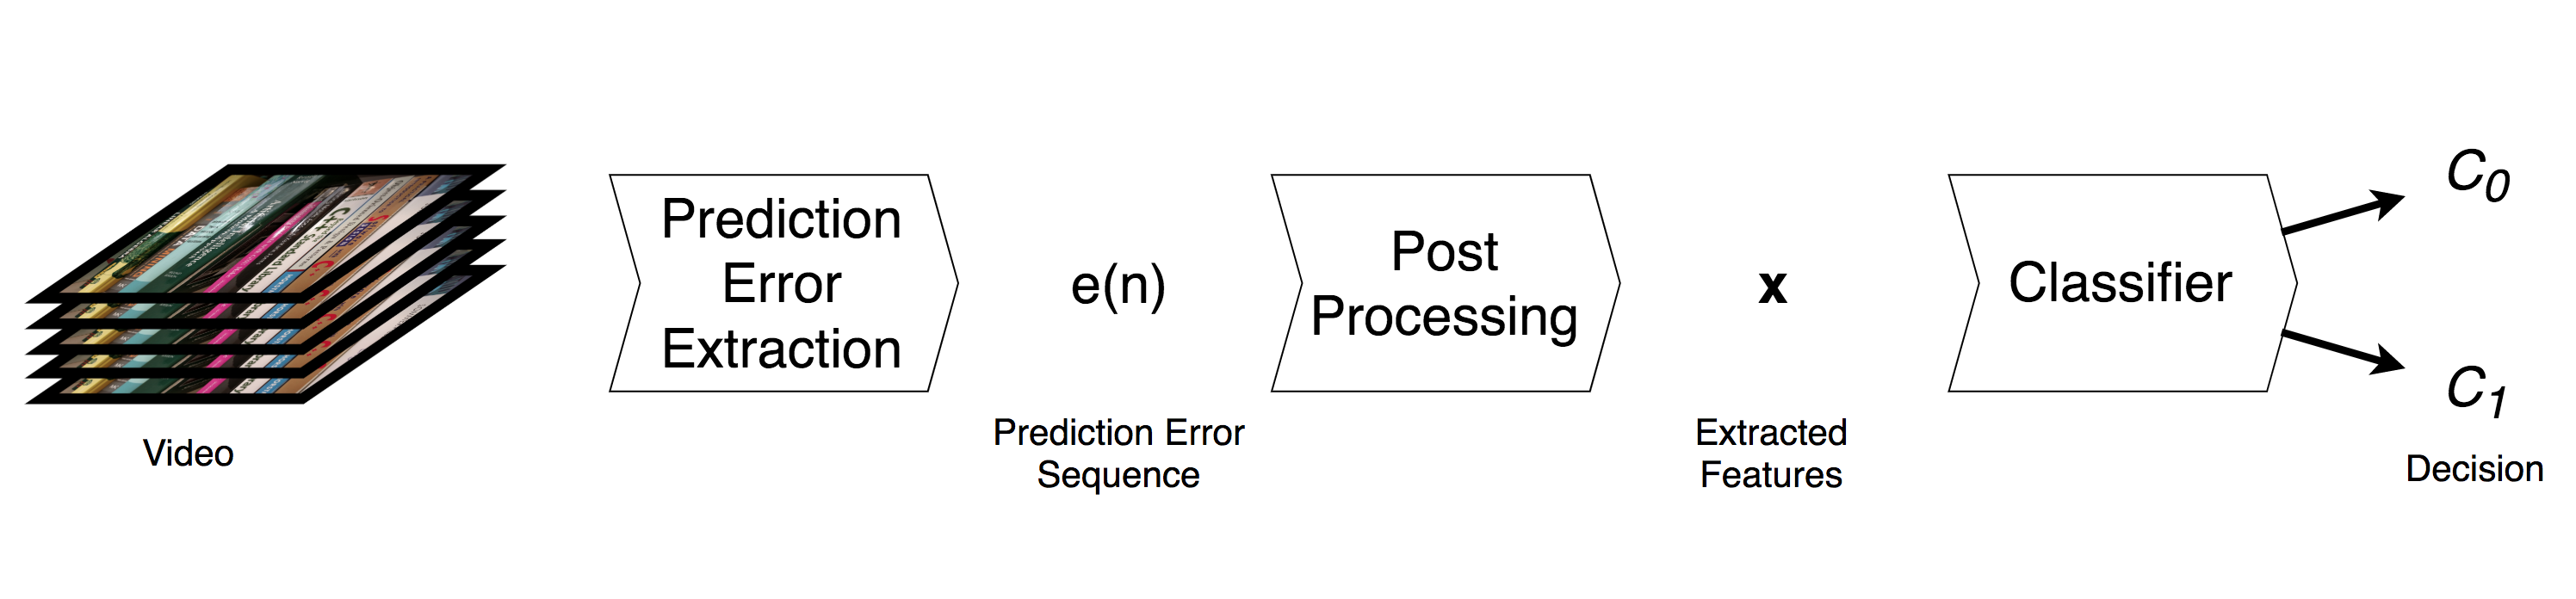 Video
Prediction
Error
Extraction
e(n)
Prediction Error
Sequence
Post
Processing
x
Extracted
Features
Classifier
C0
C1
Decision